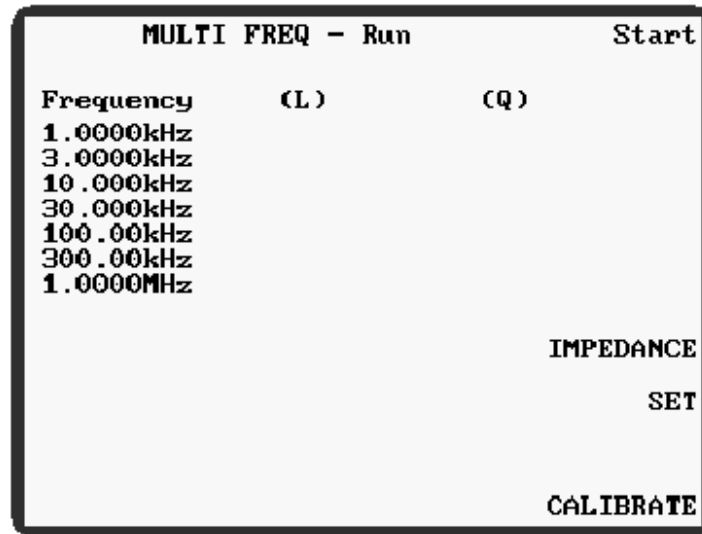 MULTI FREQ - Run Start
Frequency (L) (Q)
1.0000kHz
3.0000kHz
10.000kHz
30.000kHz
100.00kHz
300.00kHz
1.0000MHz
IMPEDANCE
SET
CALIBRATE